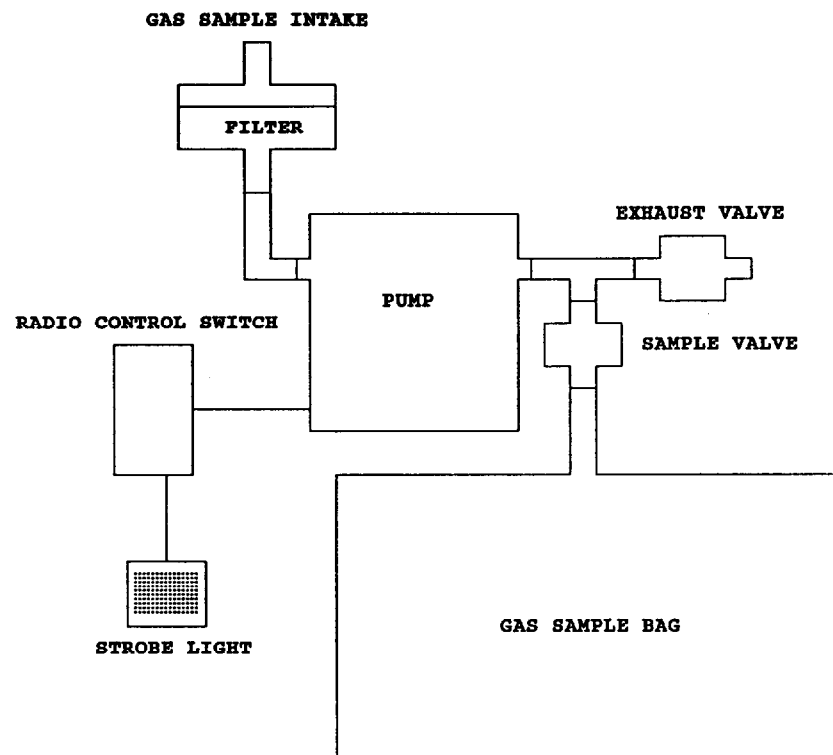 GAS SAMPLE INTAKE
FILTER
EXHAUST VALVE
PUMP
RADIO CONTROL SWITCH
SAMPLE VALVE
GAS SAMPLE BAG
STROBE LIGHT